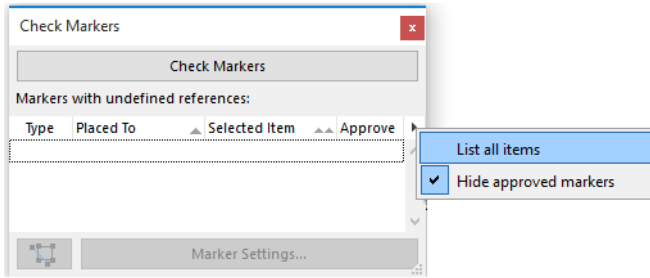 Check Markers
x
Check Markers
Markers with undefined references:
Type Placed To Selected Item Approve
List all items
Hide approved markers
Marker Settings...